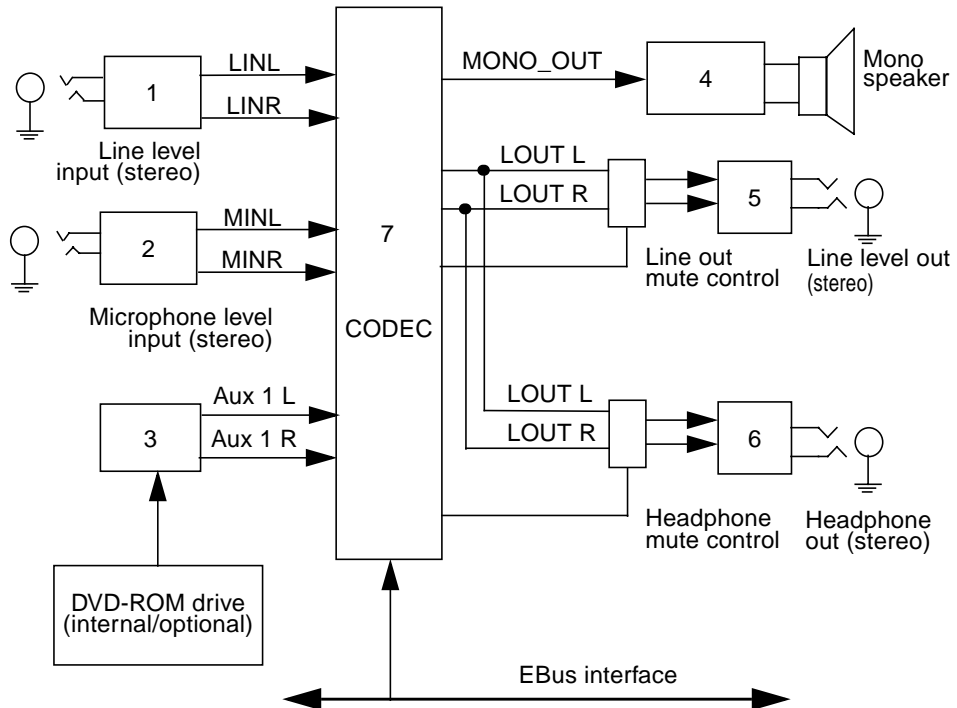 1
LINL
LINR
Line level
input (stereo)
2
MINL
MINR
Microphone level
input (stereo)
3
Aux 1 L
Aux 1 R
DVD-ROM drive
(internal/optional)
7
CODEC
MONO_OUT
4
Mono
speaker
LOUT L
LOUT R
5
Line out
mute control
Line level out
(stereo)
LOUT L
LOUT R
6
Headphone
mute control
Headphone
out (stereo)
EBus interface